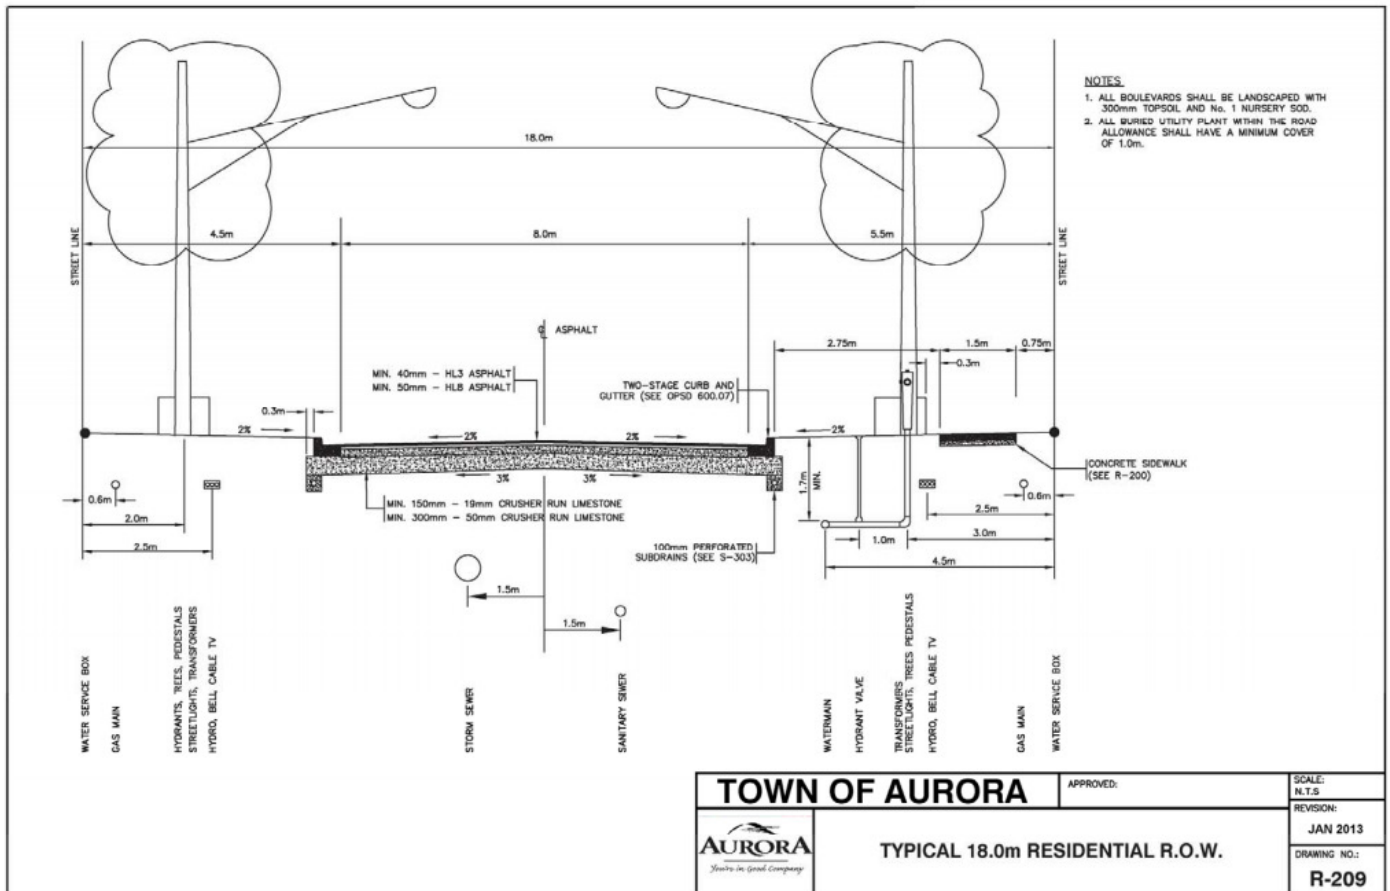 NOTES
1. ALL BOULEVARDS SHALL BE LANDSCAPED WITH
300mm TOPSOIL AND No. 1 NURSERY SOD.
2. ALL BURIED UTILITY PLANT WITHIN THE ROAD
ALLOWANCE SHALL HAVE A MINIMUM COVER
OF 1.0m.
18.0m
4.5m
8.0m
5.5m
STREET LINE
STREET LINE
℄ ASPHALT
2.75m
1.5m
0.75m
0.3m
MIN. 40mm - HL3 ASPHALT
MIN. 50mm - HL8 ASPHALT
TWO-STAGE CURB AND
GUTTER (SEE OPSD 600.07)
0.3m
2%
2%
2%
2%
3%
3%
1.7m
MIN.
CONCRETE SIDEWALK
(SEE R-200)
0.6m
2.0m
2.5m
MIN. 150mm - 19mm CRUSHER RUN LIMESTONE
MIN. 300mm - 50mm CRUSHER RUN LIMESTONE
0.6m
2.5m
1.0m
3.0m
4.5m
100mm PERFORATED
SUBDRAINS (SEE S-303)
1.5m
1.5m
WATER SERVICE BOX
GAS MAIN
HYDRANTS, TREES, PEDESTALS
STREETLIGHTS, TRANSFORMERS
HYDRO, BELL CABLE TV
STORM SEWER
SANITARY SEWER
WATERMAIN
HYDRANT VALVE
TRANSFORMERS
STREETLIGHTS, TREES PEDESTALS
HYDRO, BELL CABLE TV
GAS MAIN
WATER SERVICE BOX
TOWN OF AURORA
APPROVED:
SCALE:
N.T.S
REVISION:
JAN 2013
AURORA
You're in Good Company
TYPICAL 18.0m RESIDENTIAL R.O.W.
DRAWING NO.:
R-209